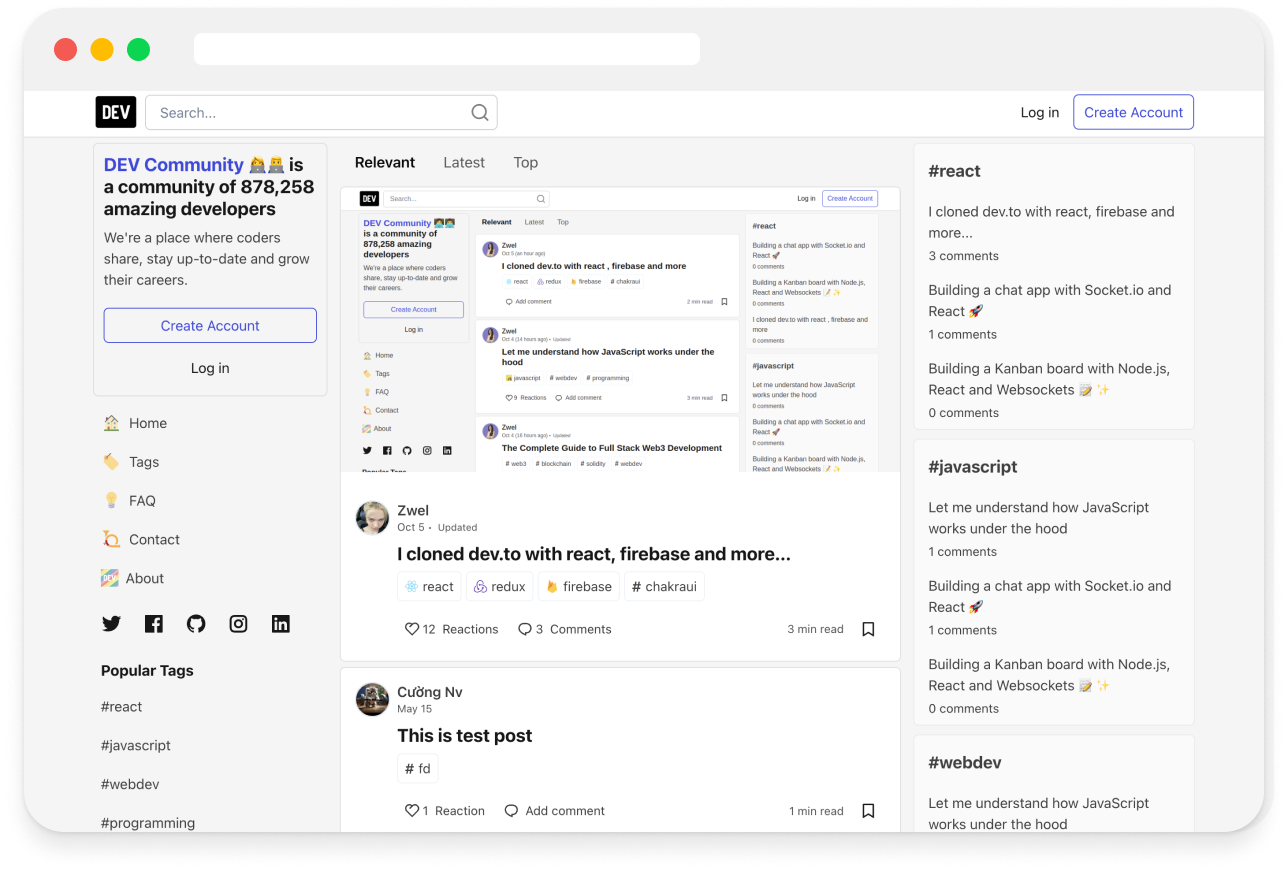 DEV
Search...
Log in
Create Account
DEV Community 🙋‍💻👨‍💻 is
a community of 878,258
amazing developers
We're a place where coders
share, stay up-to-date and grow
their careers.
Create Account
Log in
Home
Tags
FAQ
Contact
DEV
About
Popular Tags
#react
#javascript
#webdev
#programming
Relevant Latest Top
DEV
Search...
Log in
Create Account
DEV Community
is a community of
878,258 amazing
developers
We're a place where coders
share, stay up-to-date and grow
their careers.
Create Account
Log in
Home
Tags
FAQ
Contact
About
Popular Tags
Relevant Latest Top
Zwel
Oct 5 (an hour ago)
I cloned dev.to with react , firebase and more
react redux firebase # chakraui
Add comment 2 min read
Zwel
Oct 4 (14 hours ago) • Updated
Let me understand how JavaScript works under the
hood
javascript # webdev # programming
9 Reactions Add comment 3 min read
Zwel
Oct 4 (16 hours ago) • Updated
The Complete Guide to Full Stack Web3 Development
# web3 # blockchain # solidity # webdev
#react
Building a chat app with Socket.io and
React 🚀
0 comments
Building a Kanban board with Node.js,
React and Websockets 📝 ✨
0 comments
I cloned dev.to with react , firebase and
more
0 comments
#javascript
Let me understand how JavaScript
works under the hood
0 comments
Building a chat app with Socket.io and
React 🚀
0 comments
Building a Kanban board with Node.js,
React and Websockets 📝 ✨
Zwel
Oct 5 • Updated
I cloned dev.to with react, firebase and more...
react redux firebase # chakraui
12 Reactions 3 Comments 3 min read
Cường Nv
May 15
This is test post
# fd
1 Reaction Add comment 1 min read
#react
I cloned dev.to with react, firebase and
more...
3 comments
Building a chat app with Socket.io and
React 🚀
1 comments
Building a Kanban board with Node.js,
React and Websockets 📝 ✨
0 comments
#javascript
Let me understand how JavaScript
works under the hood
1 comments
Building a chat app with Socket.io and
React 🚀
1 comments
Building a Kanban board with Node.js,
React and Websockets 📝 ✨
0 comments
#webdev
Let me understand how JavaScript
works under the hood